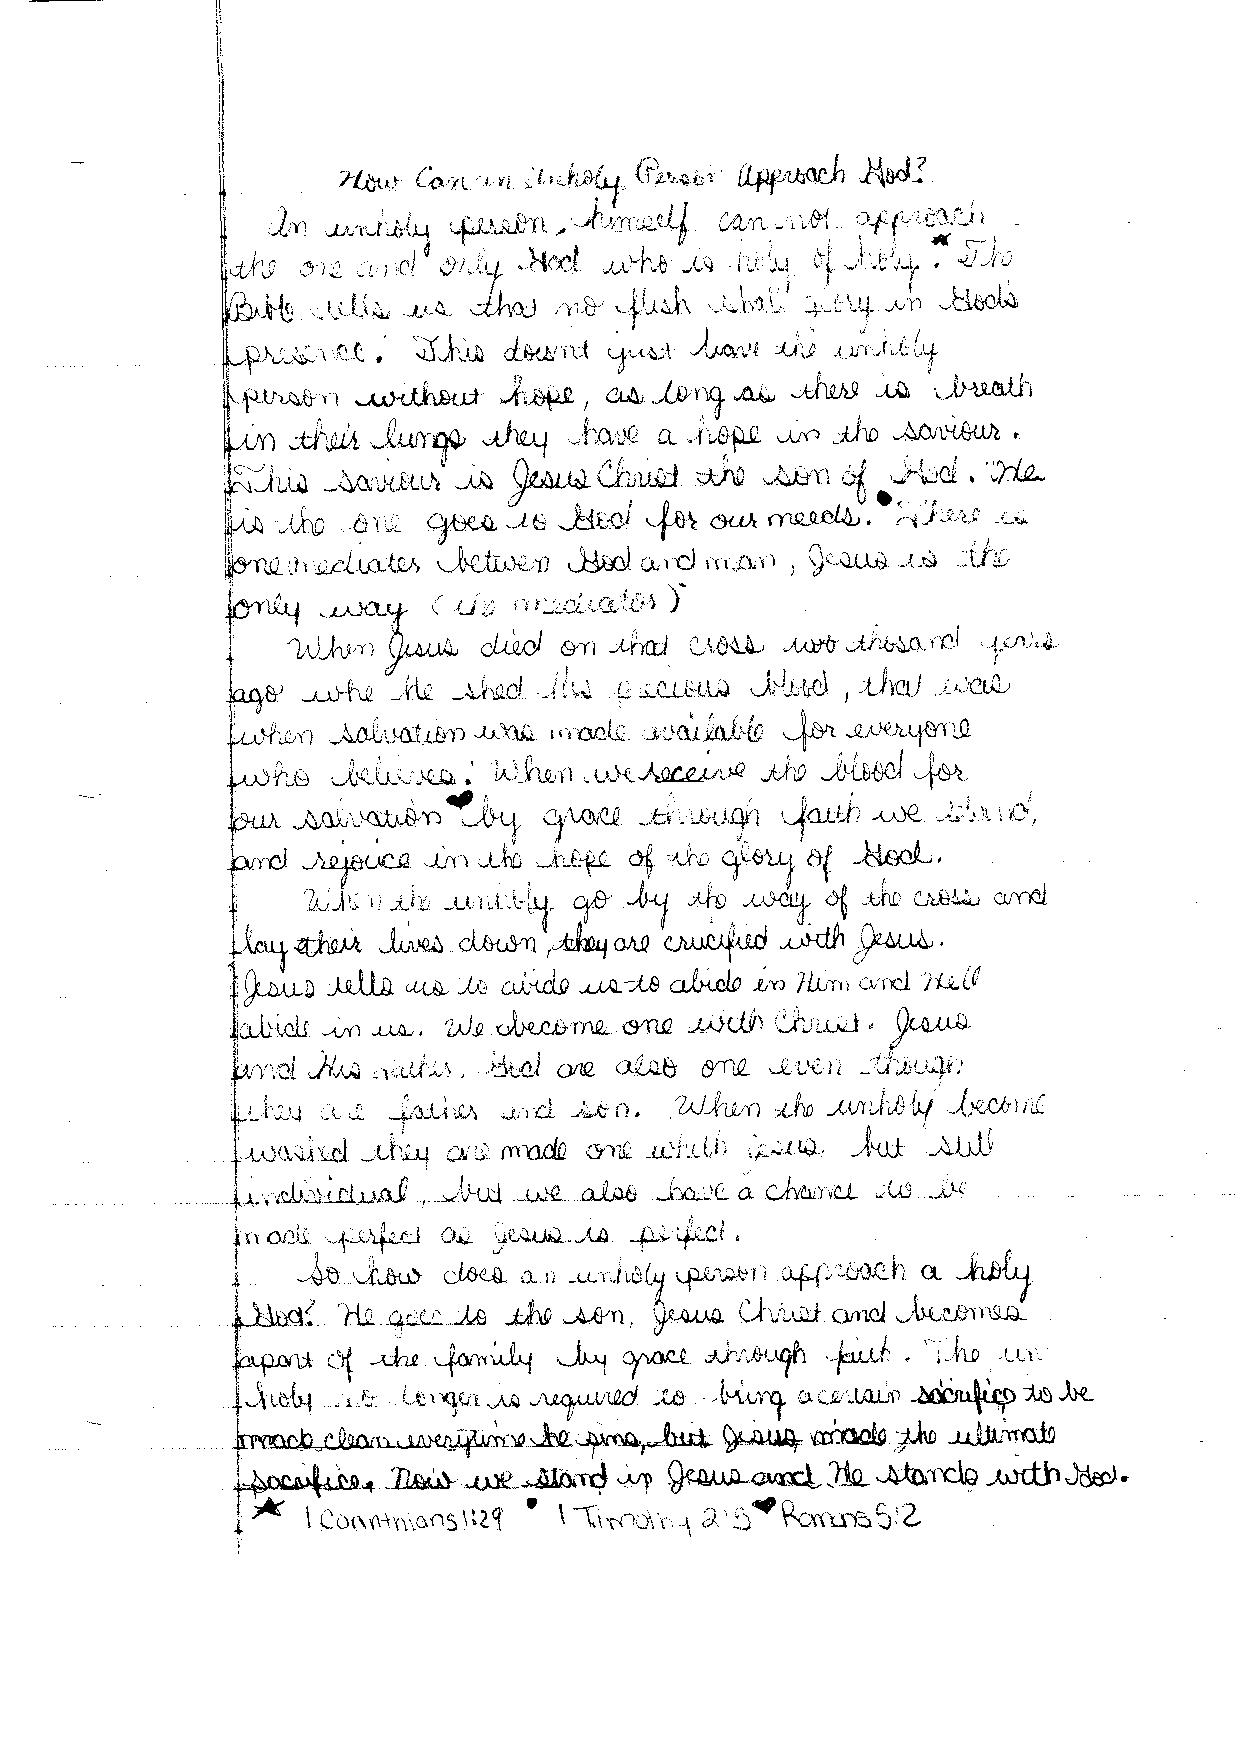 How Can an Unholy Person Approach God?
An unholy person, himself can not approach
the one and only God who is holy of holy.★ The
Bible tells us that no flesh shall glory in God's
presence. This down't just leave the unholy
person without hope, as long as there is breath
in their lungs they have a hope in the saviour.
This saviour is Jesus Christ the son of God. He
is the one goes to God for our needs.● There is
one mediates between God and man, Jesus is the
only way (the mediator)
When Jesus died on that cross two thousand years
ago whe He shed His precious blood, that was
when salvation was made available for everyone
who believes. When we receive the blood for
our salvation ♥ by grace through faith we stand,
and rejoice in the hope of the glory of God.
When the unholy go by the way of the cross and
lay their lives down, they are crucified with Jesus.
Jesus tells us to abide us to abide in Him and He'll
abide in us. We become one with Christ. Jesus
and His Father, God are also one even though
they are father and son. When the unholy become
washed they are made one whith jesus but still
individual, but we also have a chance to be
made perfect as Jesus is perfect.
So how does an unholy person approach a holy
God? He goes to the son, Jesus Christ and becomes
apart of the family by grace through faith. The un
holy no longer is required to bring a certain sacrifice to be
made clean everytime he sins, but Jesus made the ultimate
sacrifice. Now we stand in Jesus and He stands with God.
★ 1 Corinthians 1:29 ● 1 Timothy 2:5 ♥ Romans 5:2